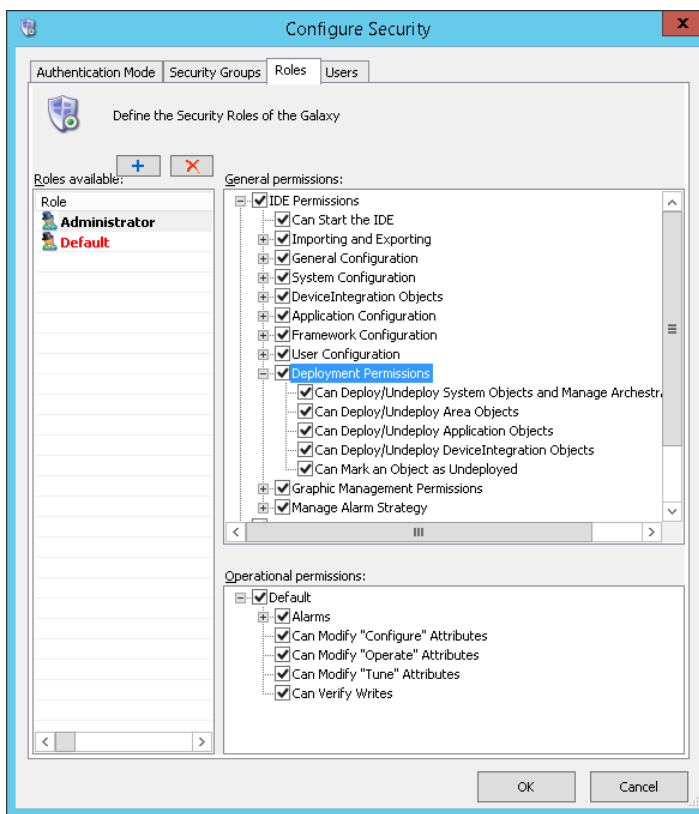 Configure Security
x
Authentication Mode Security Groups Roles Users
Define the Security Roles of the Galaxy
Roles available:
General permissions:
Role
Administrator
Default
IDE Permissions
Can Start the IDE
Importing and Exporting
General Configuration
System Configuration
DeviceIntegration Objects
Application Configuration
Framework Configuration
User Configuration
Deployment Permissions
Can Deploy/Undeploy System Objects and Manage Archestr
Can Deploy/Undeploy Area Objects
Can Deploy/Undeploy Application Objects
Can Deploy/Undeploy DeviceIntegration Objects
Can Mark an Object as Undeployed
Graphic Management Permissions
Manage Alarm Strategy
Operational permissions:
Default
Alarms
Can Modify "Configure" Attributes
Can Modify "Operate" Attributes
Can Modify "Tune" Attributes
Can Verify Writes
OK Cancel